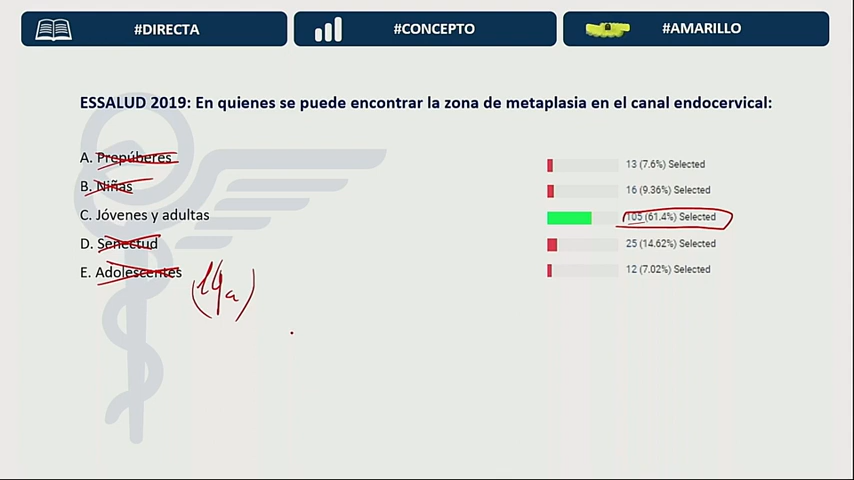 #DIRECTA
#CONCEPTO
#AMARILLO
ESSALUD 2019: En quienes se puede encontrar la zona de metaplasia en el canal endocervical:
A. Prepúberes
B. Niñas
C. Jóvenes y adultas
D. Senectud
E. Adolescentes
13 (7.6%) Selected
16 (9.36%) Selected
105 (61.4%) Selected
25 (14.62%) Selected
12 (7.02%) Selected